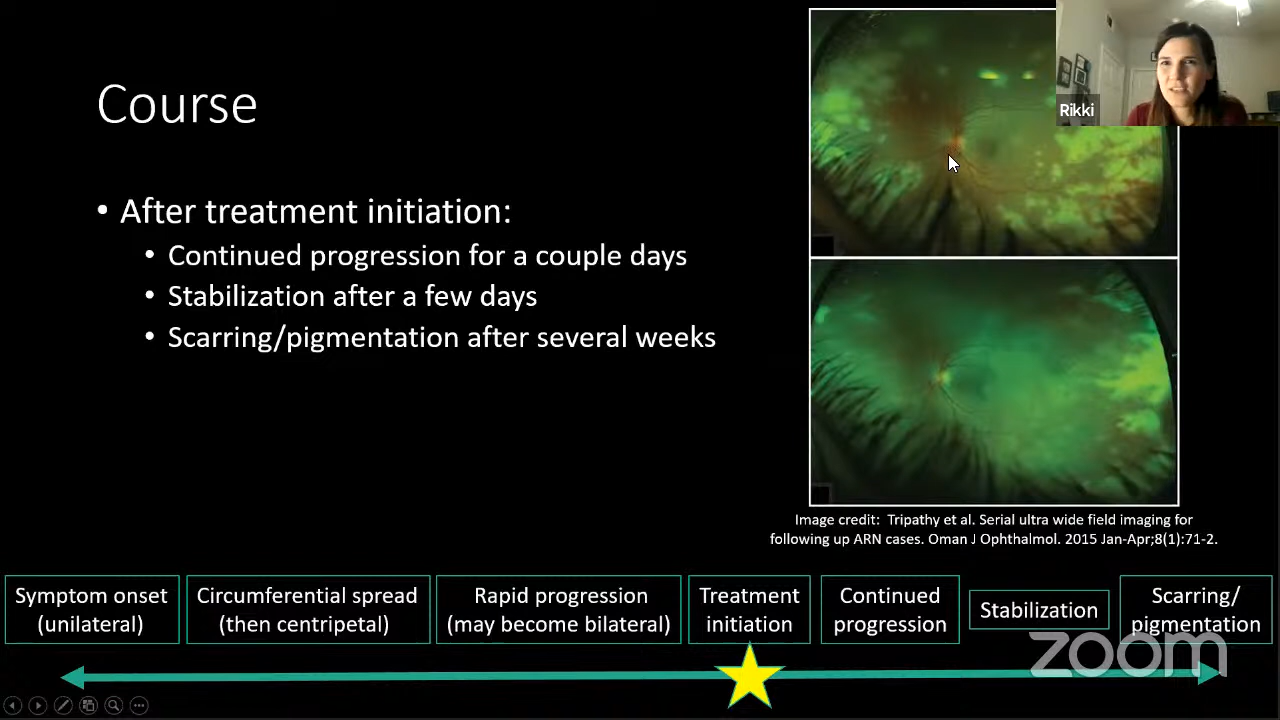 Course
Rikki
• After treatment initiation:
• Continued progression for a couple days
• Stabilization after a few days
• Scarring/pigmentation after several weeks
Image credit: Tripathy et al. Serial ultra wide field imaging for
following up ARN cases. Oman J Ophthalmol. 2015 Jan-Apr;8(1):71-2.
Symptom onset
(unilateral)
Circumferential spread
(then centripetal)
Rapid progression
(may become bilateral)
Treatment
initiation
Continued
progression
Stabilization
Scarring/
pigmentation
zoom